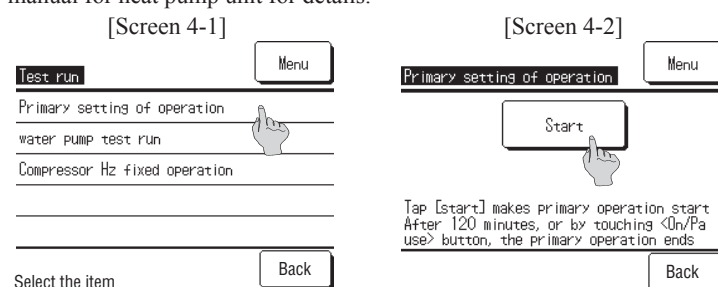 manual for heat pump unit for details.
[Screen 4-1]
Test run
Menu
Primary setting of operation
water pump test run
Compressor Hz fixed operation
Select the item
Back
[Screen 4-2]
Primary setting of operation
Menu
Start
Tap [start] makes primary operation start
After 120 minutes, or by touching <On/Pa
use> button, the primary operation ends
Back